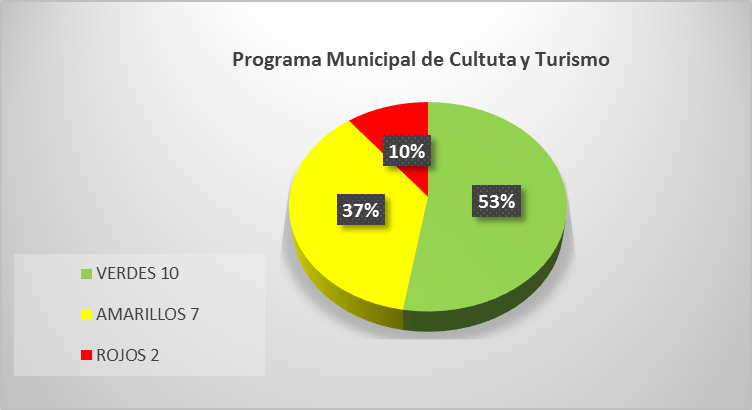 Programa Municipal de Cultuta y Turismo
10%
53%
37%
VERDES 10
AMARILLOS 7
ROJOS 2